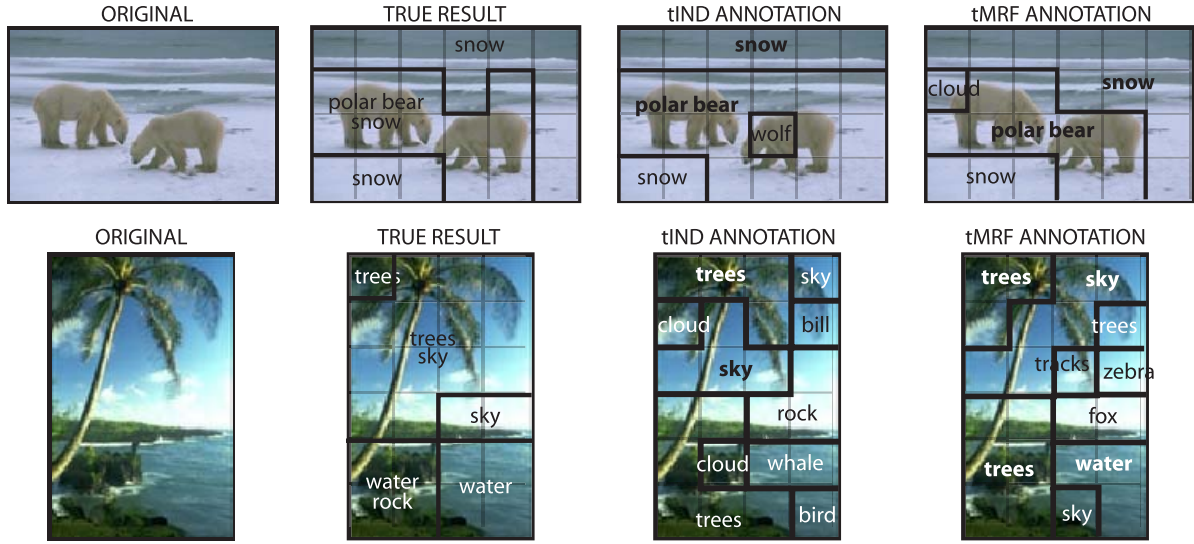 ORIGINAL
TRUE RESULT
tIND ANNOTATION
tMRF ANNOTATION
snow
polar bear
snow
snow
snow
polar bear
wolf
snow
cloud
snow
polar bear
snow
ORIGINAL
TRUE RESULT
tIND ANNOTATION
tMRF ANNOTATION
trees
trees
sky
sky
water
rock
water
trees
sky
cloud
bill
sky
rock
cloud
whale
trees
bird
trees
sky
trees
tracks
zebra
fox
trees
water
sky